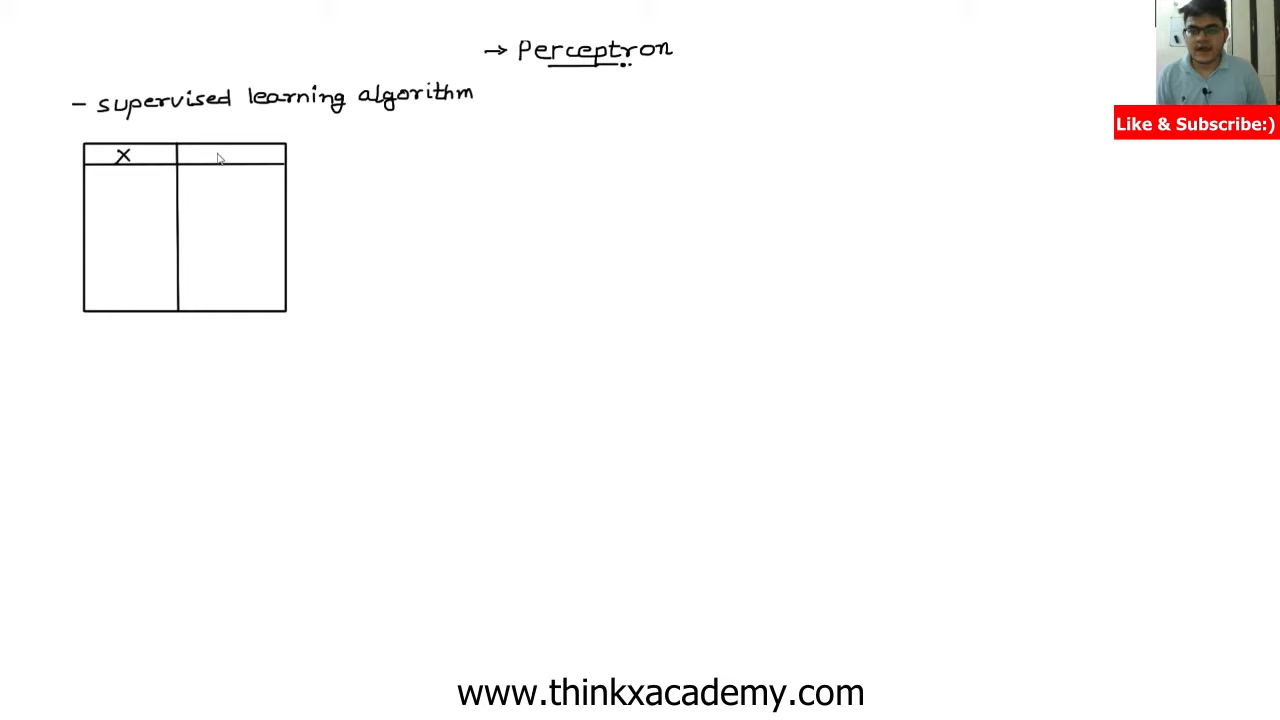 → Perceptron
- supervised learning algorithm
X
Like & Subscribe:)
www.thinkxacademy.com